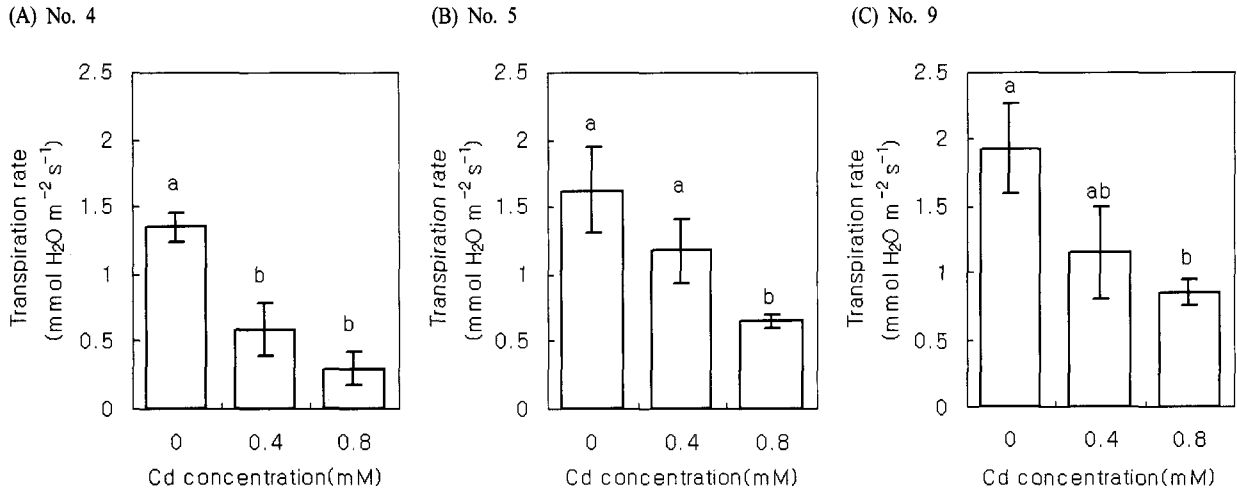 (A) No. 4
2.5
2
1.5
1
0.5
0
Transpiration rate
(mmol H₂O m⁻² s⁻¹)
a
b
b
0 0.4 0.8
Cd concentration(mM)
(B) No. 5
2.5
2
1.5
1
0.5
0
Transpiration rate
(mmol H₂O m⁻² s⁻¹)
a
a
b
0 0.4 0.8
Cd concentration(mM)
(C) No. 9
2.5
2
1.5
1
0.5
0
Transpiration rate
(mmol H₂O m⁻² s⁻¹)
a
ab
b
0 0.4 0.8
Cd concentration(mM)